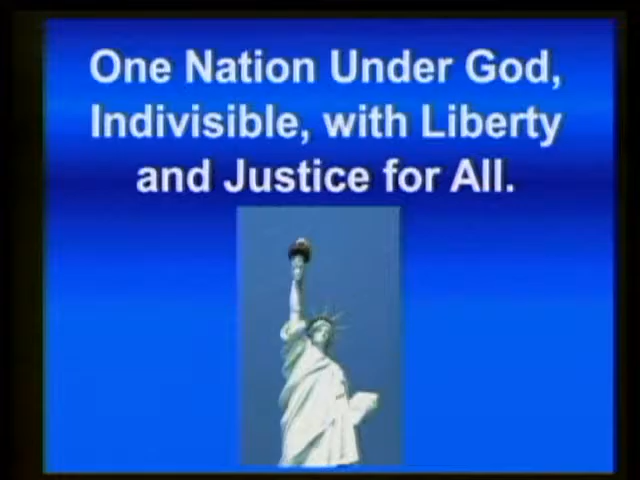 One Nation Under God,
Indivisible, with Liberty
and Justice for All.